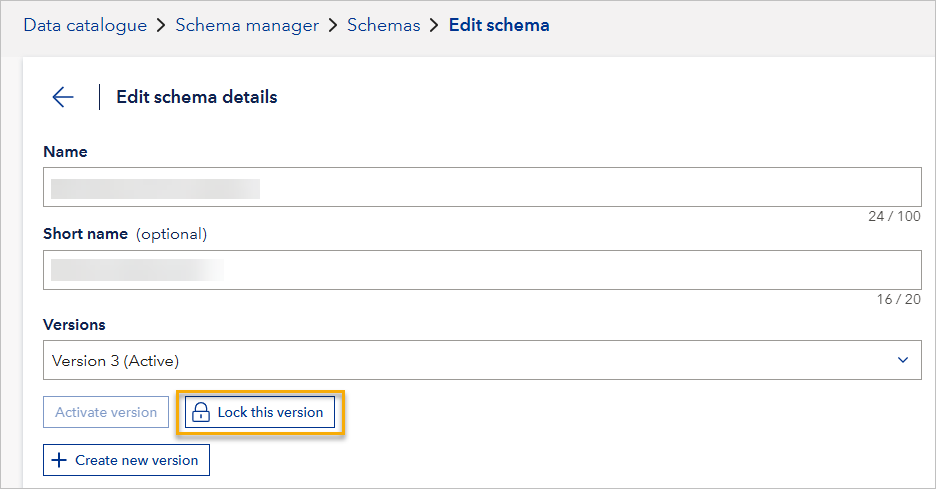 Data catalogue > Schema manager > Schemas > Edit schema
Edit schema details
Name
24 / 100
Short name (optional)
16 / 20
Versions
Version 3 (Active)
Activate version Lock this version
+ Create new version